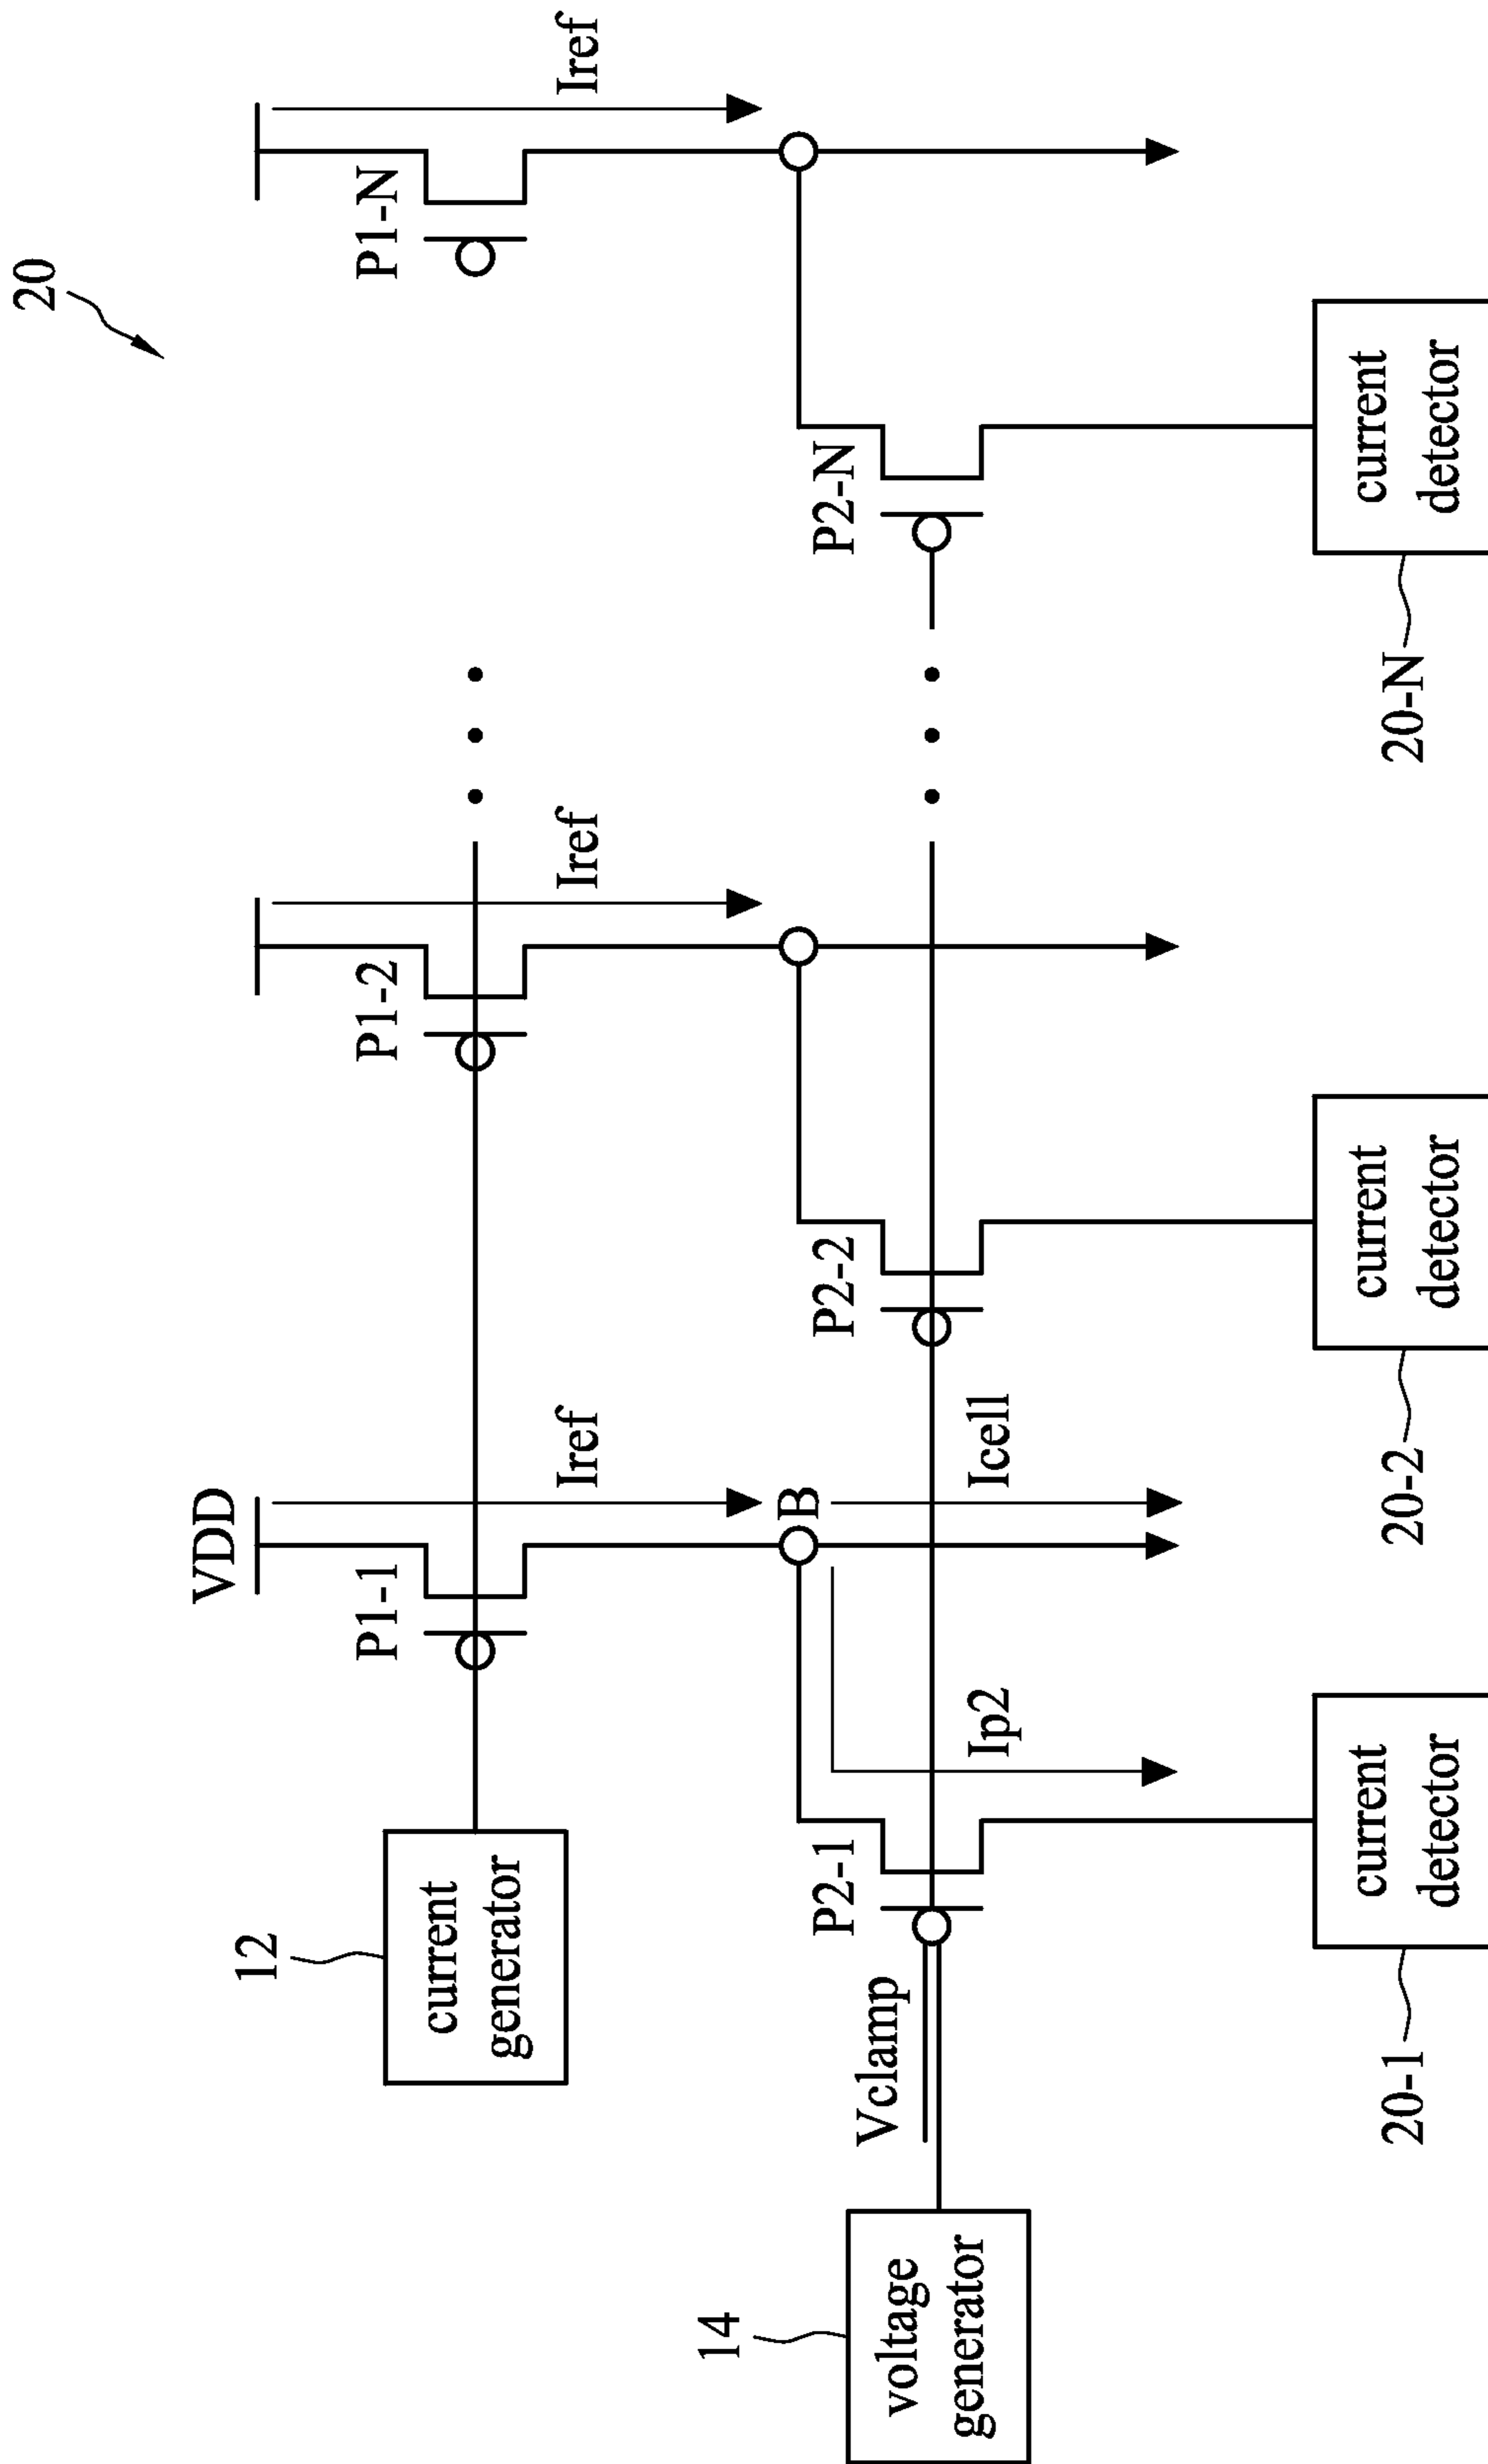 20
VDD
P1-1
P1-2
P1-N
12
current
generator
Iref
Iref
Iref
B
14
voltage
generator
Vclamp
P2-1
P2-2
P2-N
Ip2
Icell
current
detector
current
detector
current
detector
20-1
20-2
20-N